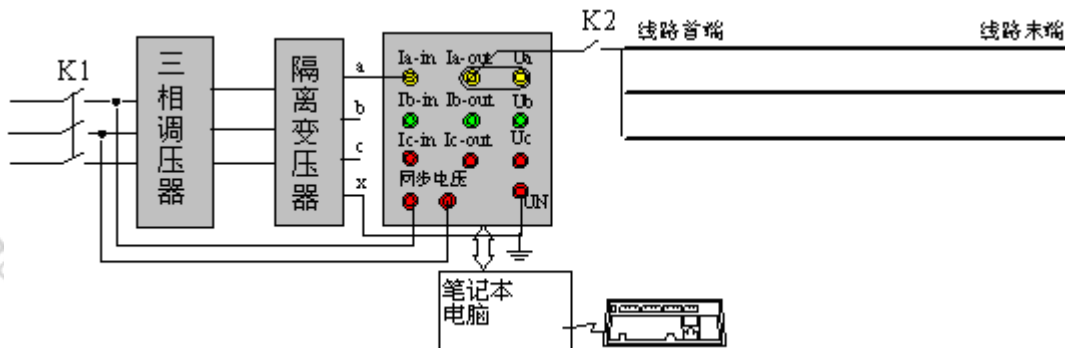 K1
三相调压器
隔离变压器
a
b
c
x
Ia-in Ia-out Ua
Ib-in Ib-out Ub
Ic-in Ic-out Uc
同步电压
UN
K2
线路首端
线路末端
笔记本
电脑